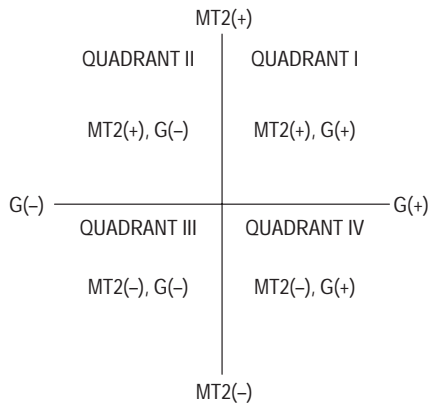 MT2(+)
QUADRANT II QUADRANT I
MT2(+), G(–) MT2(+), G(+)
G(–) G(+)
QUADRANT III QUADRANT IV
MT2(–), G(–) MT2(–), G(+)
MT2(–)